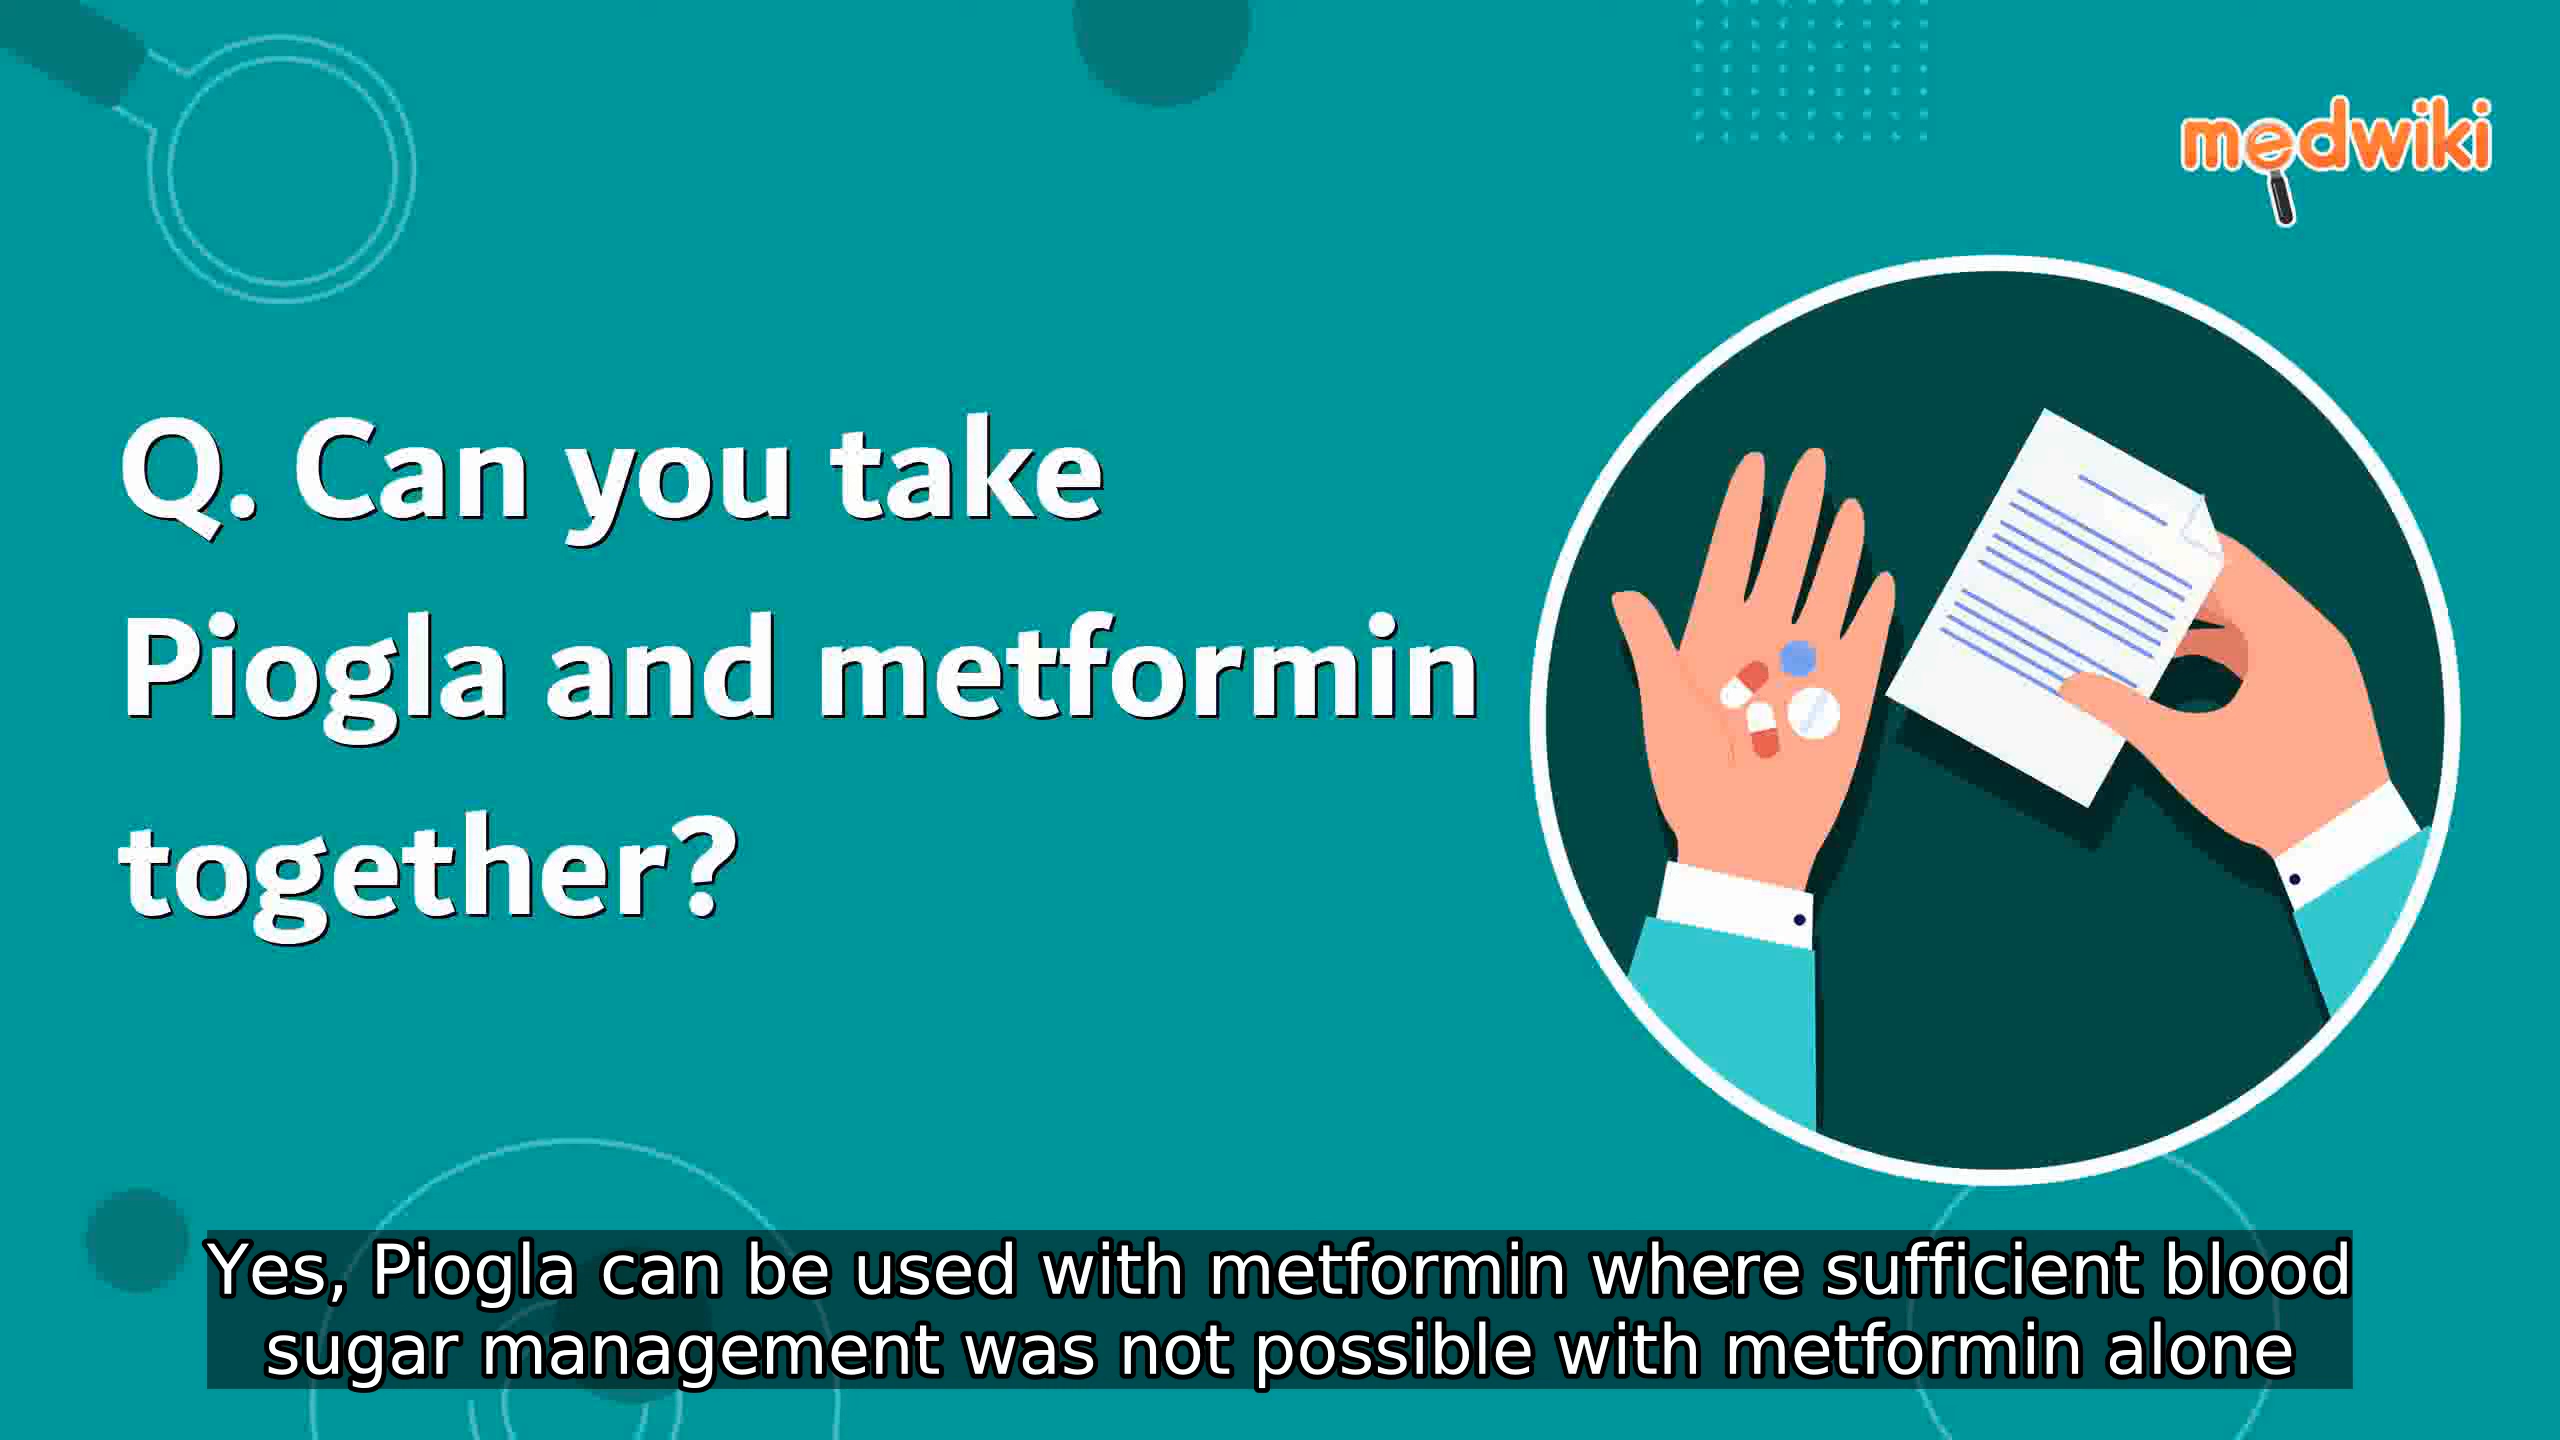 medwiki
Q. Can you take
Piogla and metformin
together?
Yes, Piogla can be used with metformin where sufficient blood
sugar management was not possible with metformin alone